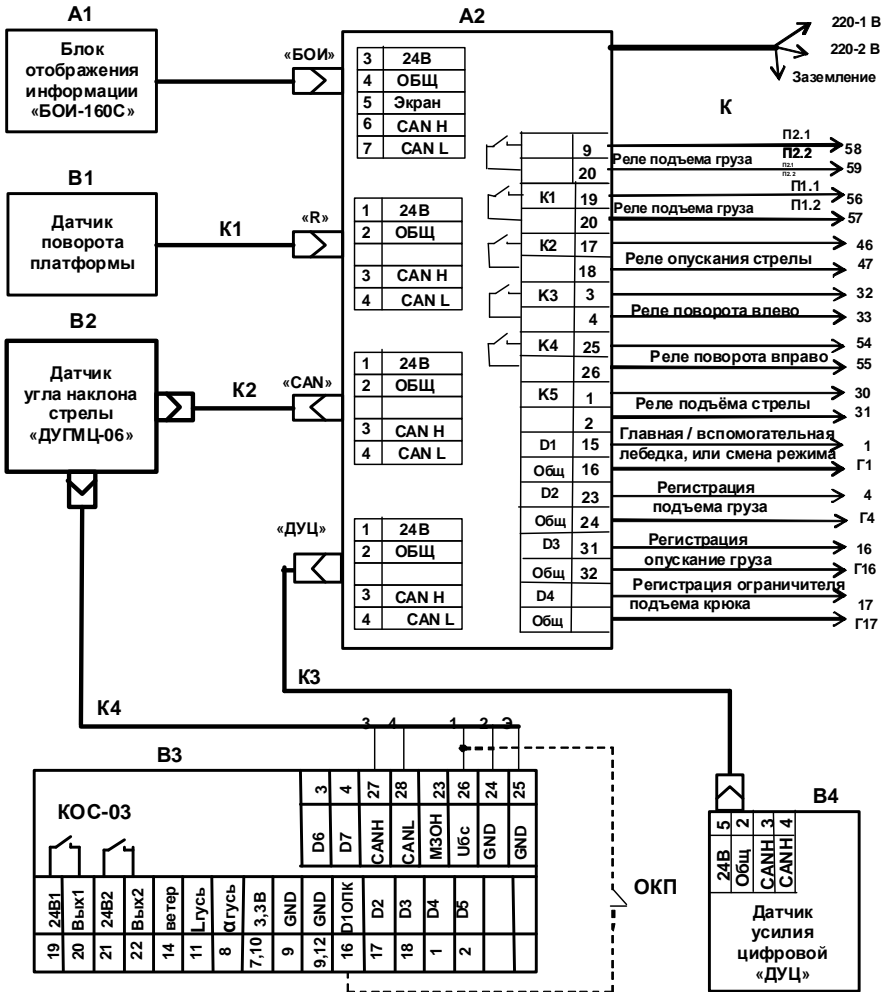 А1
Блок
отображения
информации
«БОИ-160С»
«БОИ»
А2
3 24В
4 ОБЩ
5 Экран
6 CAN H
7 CAN L
220-1 В
220-2 В
Заземление
К
9 П2.1 58
Реле подъема груза П2.2
П2.1
П2.2
20 59
К1 19 П1.1 56
Реле подъема груза П1.2
20 57
К2 17 46
Реле опускания стрелы
18 47
К3 3 32
Реле поворота влево
4 33
К4 25 54
Реле поворота вправо
26 55
К5 1 30
Реле подъёма стрелы
2 31
D1 15 Главная / вспомогательная 1
Общ 16 лебедка, или смена режима Г1
D2 23 Регистрация 4
подъема груза
Общ 24 Г4
D3 31 Регистрация 16
опускание груза
Общ 32 Г16
D4 Регистрация ограничителя 17
подъема крюка
Общ Г17
В1
Датчик
поворота
платформы
К1
«R»
1 24В
2 ОБЩ
3 CAN H
4 CAN L
В2
Датчик
угла наклона
стрелы
«ДУГМЦ-06»
К2
«CAN»
1 24В
2 ОБЩ
3 CAN H
4 CAN L
«ДУЦ»
1 24В
2 ОБЩ
3 CAN H
4 CAN L
К3
К4
3 4 1 2 Э
В3
КОС-03
3 4 27 28 23 26 24 25
D6 D7 CANH CANL МЗОН Uбс GND GND
24В1 Вых1 24В2 Вых2 ветер Lгусь αгусь 3,3В GND GND D1ОПК D2 D3 D4 D5
19 20 21 22 14 11 8 7,10 9 9,12 16 17 18 1 2
ОКП
В4
5 2 3 4
24В Общ CANH CANH
Датчик
усилия
цифровой
«ДУЦ»